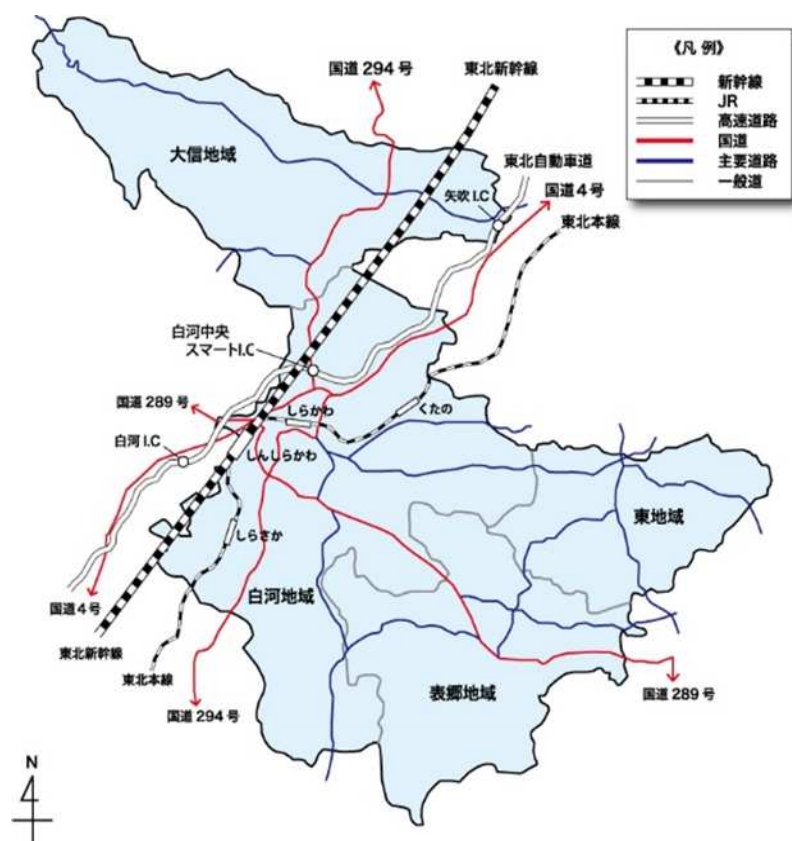 《凡 例》
新幹線
JR
高速道路
国道
主要道路
一般道
国道 294 号
東北新幹線
大信地域
東北自動車道
矢吹 I.C
国道 4 号
東北本線
白河中央
スマートI.C
国道 289 号
しらかわ
くたの
白河 I.C
しんしらかわ
しらさか
東地域
白河地域
国道 4 号
東北新幹線
東北本線
国道 294 号
表郷地域
国道 289 号
N